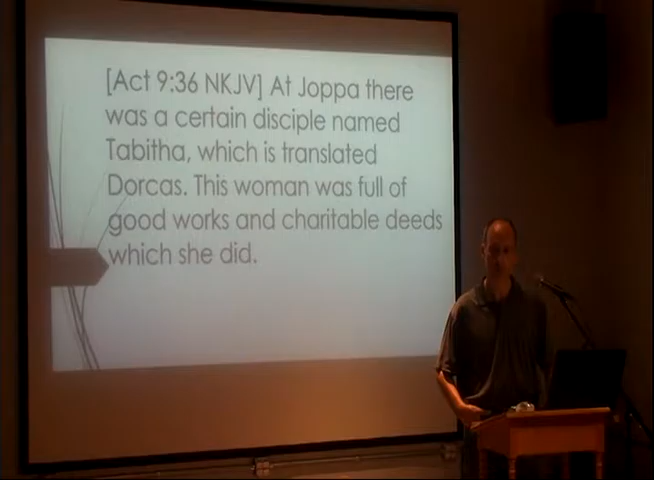 [Act 9:36 NKJV] At Joppa there
was a certain disciple named
Tabitha, which is translated
Dorcas. This woman was full of
good works and charitable deeds
which she did.